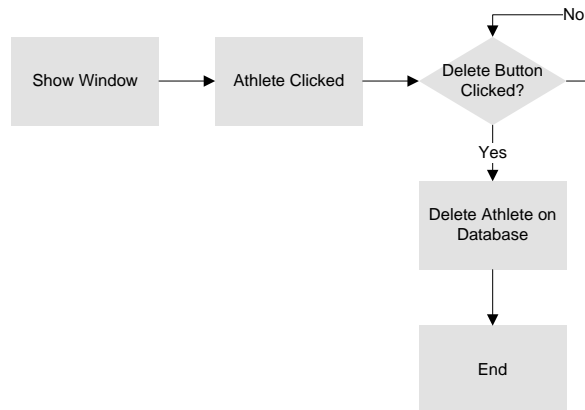 No
Show Window
Athlete Clicked
Delete Button
Clicked?
Yes
Delete Athlete on
Database
End